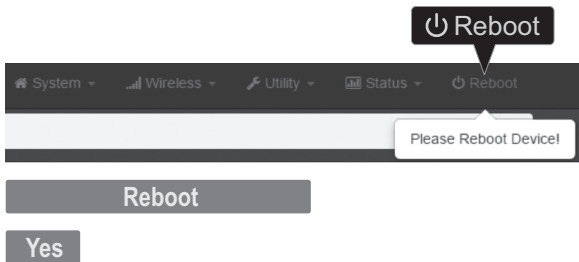 Reboot
System Wireless Utility Status Reboot
Please Reboot Device!
Reboot
Yes